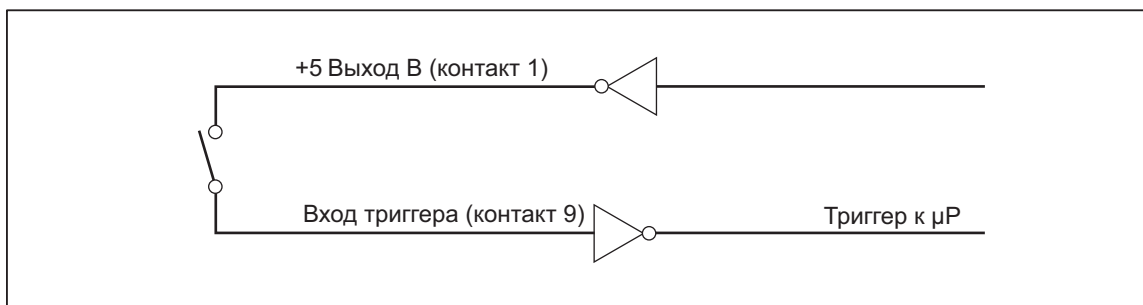 +5 Выход В (контакт 1)
Вход триггера (контакт 9)
Триггер к µP